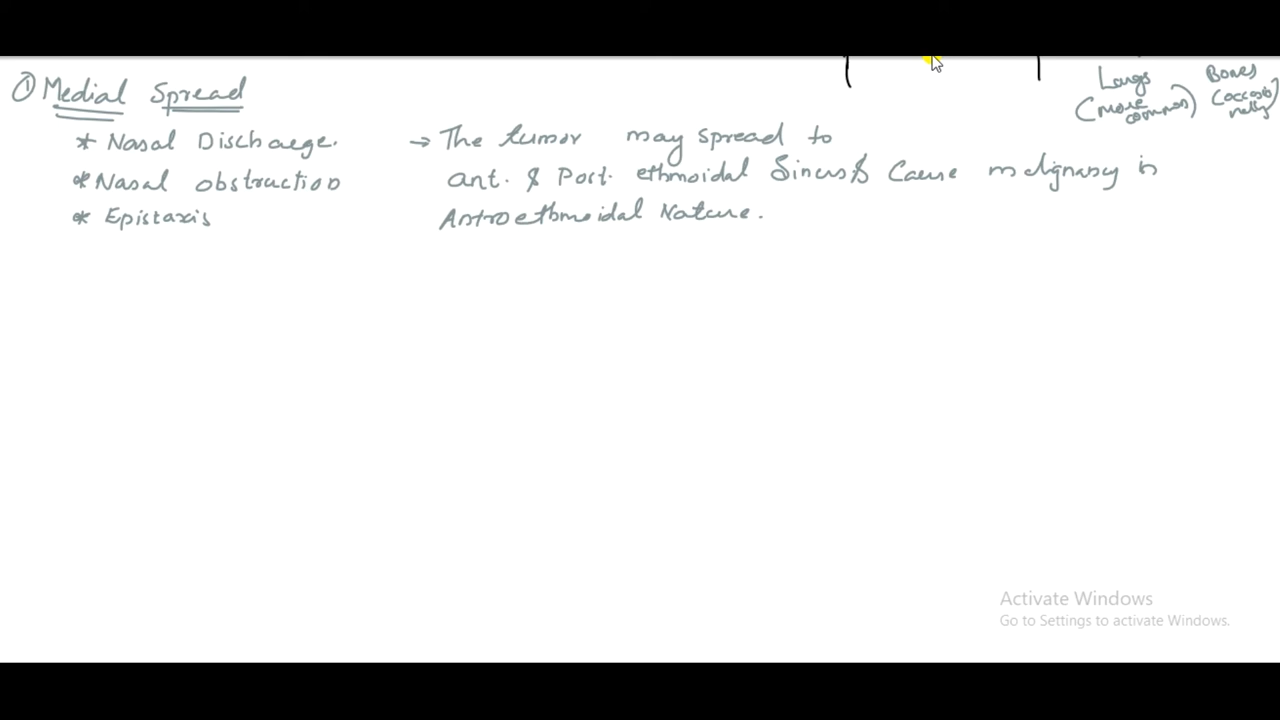 ① Medial Spread
* Nasal Discharge.
* Nasal obstruction
* Epistaxis
→ The tumor may spread to
ant. & Post. ethmoidal Sinus & Cause malignancy in
Antroethmoidal Nature.
Lungs
(more common)
Bones
(occasionally)
Activate Windows
Go to Settings to activate Windows.